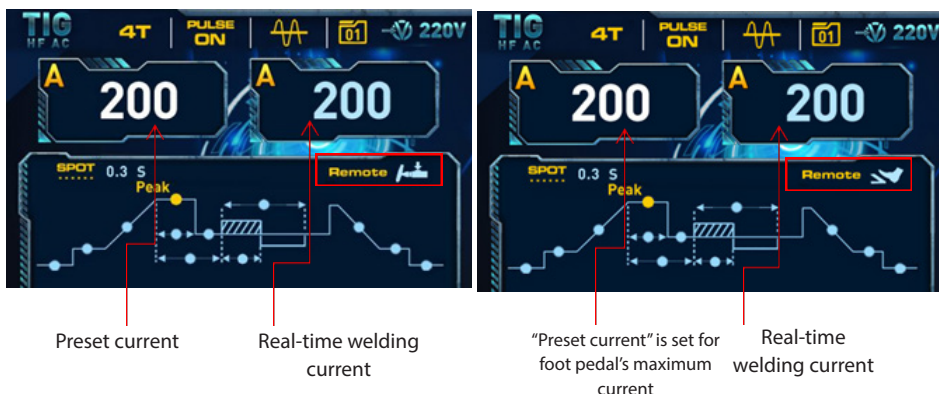 TIG
HF AC
4T
PULSE
ON
01
220V
A
200
A
200
SPOT
0.3 S
Remote
Peak
Preset current
Real-time welding
current
TIG
HF AC
4T
PULSE
ON
01
220V
A
200
A
200
SPOT
0.3 S
Remote
Peak
“Preset current” is set for
foot pedal’s maximum
current
Real-time
welding current